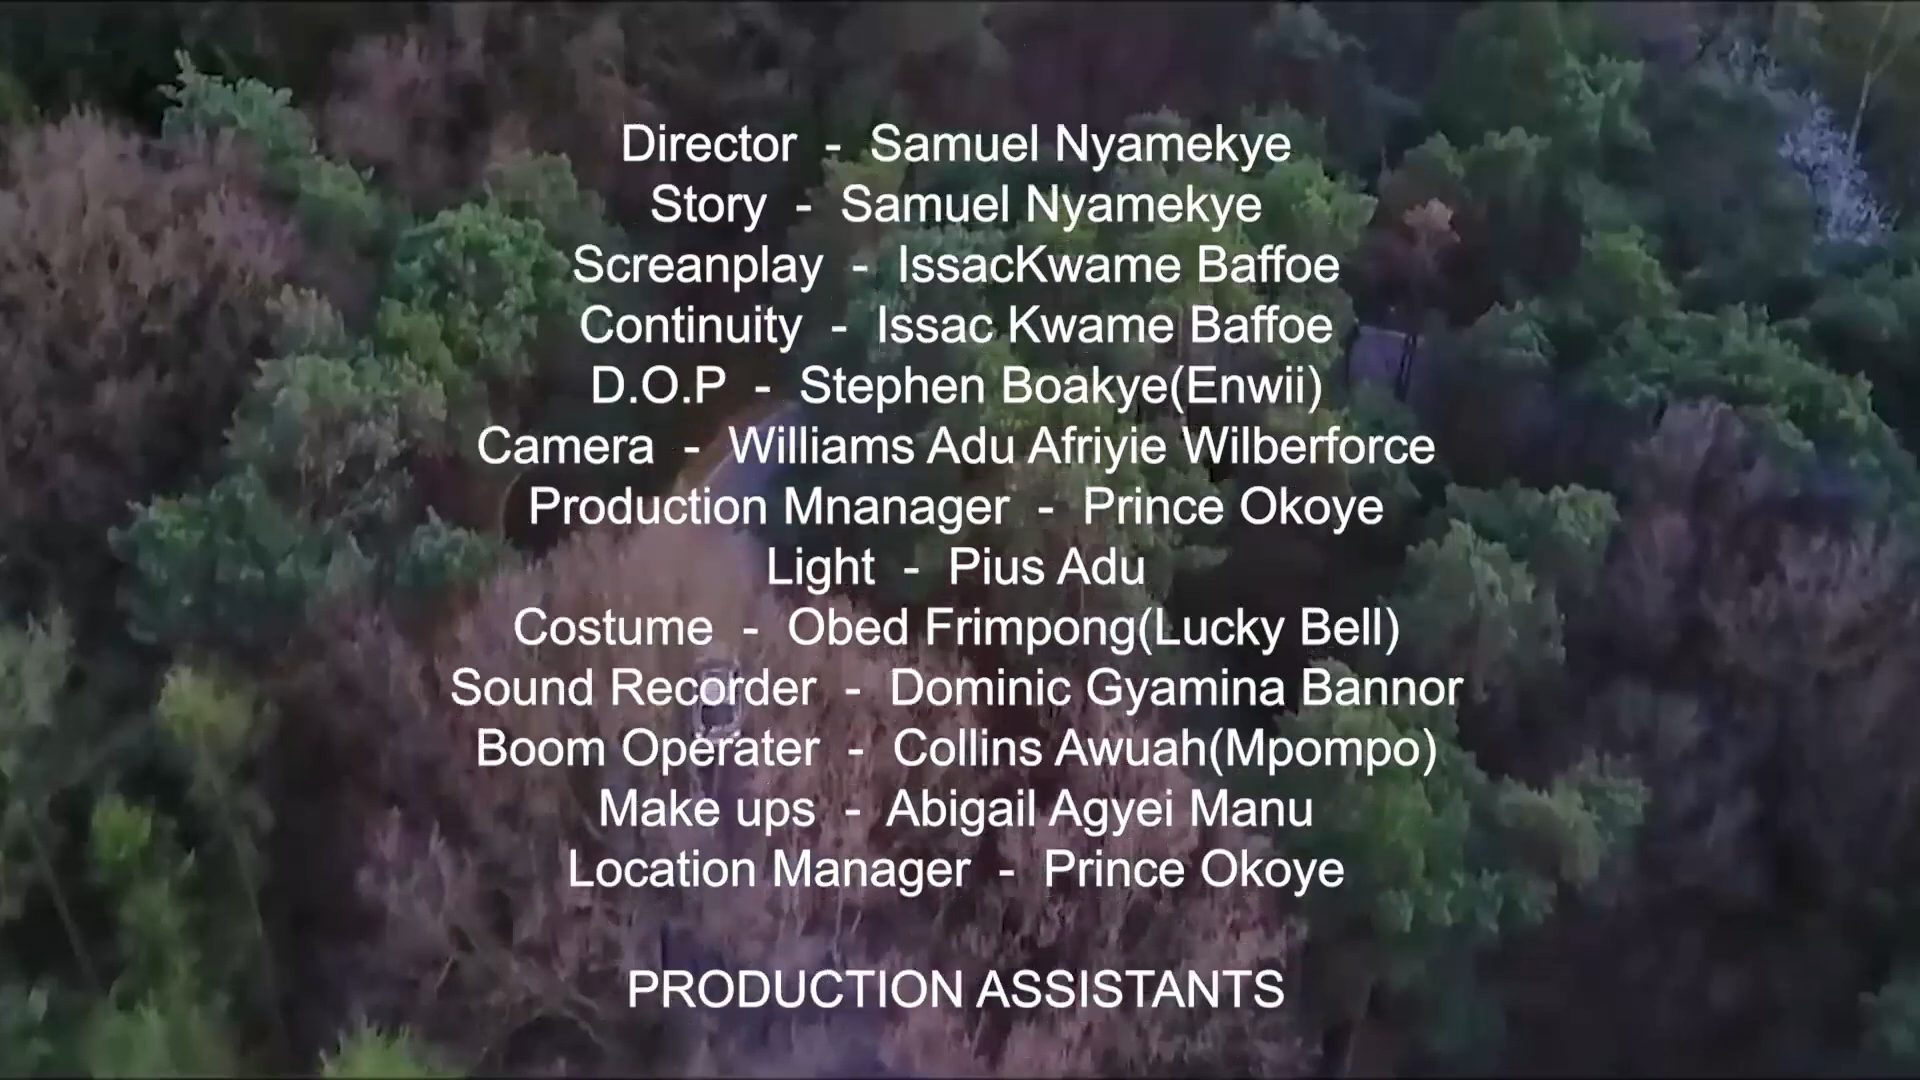 Director - Samuel Nyamekye
Story - Samuel Nyamekye
Screanplay - IssacKwame Baffoe
Continuity - Issac Kwame Baffoe
D.O.P - Stephen Boakye(Enwii)
Camera - Williams Adu Afriyie Wilberforce
Production Mnanager - Prince Okoye
Light - Pius Adu
Costume - Obed Frimpong(Lucky Bell)
Sound Recorder - Dominic Gyamina Bannor
Boom Operater - Collins Awuah(Mpompo)
Make ups - Abigail Agyei Manu
Location Manager - Prince Okoye
PRODUCTION ASSISTANTS